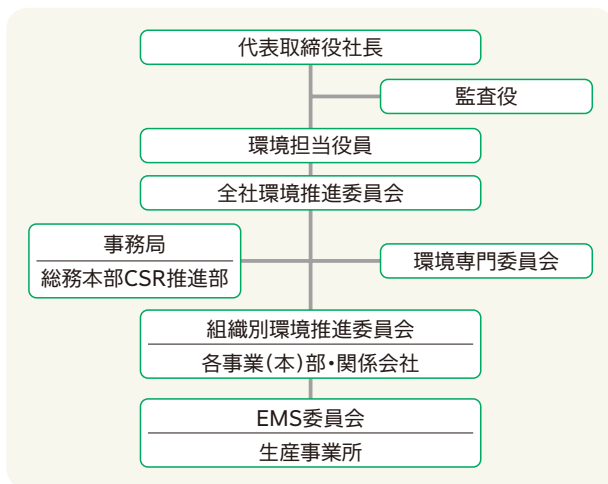 代表取締役社長
監査役
環境担当役員
全社環境推進委員会
事務局
総務本部CSR推進部
環境専門委員会
組織別環境推進委員会
各事業(本)部・関係会社
EMS委員会
生産事業所